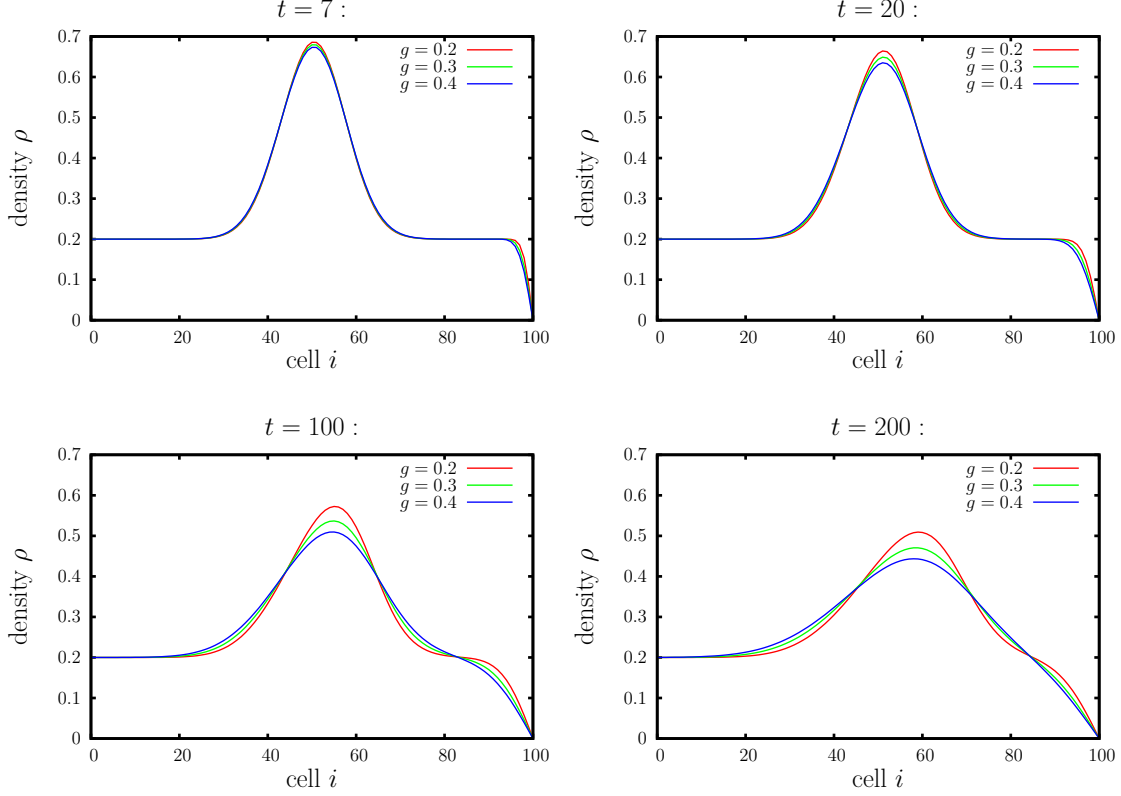 t = 7 :
0.7
0.6
0.5
0.4
0.3
0.2
0.1
0
density ρ
g = 0.2
g = 0.3
g = 0.4
0 20 40 60 80 100
cell i
t = 20 :
0.7
0.6
0.5
0.4
0.3
0.2
0.1
0
density ρ
g = 0.2
g = 0.3
g = 0.4
0 20 40 60 80 100
cell i
t = 100 :
0.7
0.6
0.5
0.4
0.3
0.2
0.1
0
density ρ
g = 0.2
g = 0.3
g = 0.4
0 20 40 60 80 100
cell i
t = 200 :
0.7
0.6
0.5
0.4
0.3
0.2
0.1
0
density ρ
g = 0.2
g = 0.3
g = 0.4
0 20 40 60 80 100
cell i